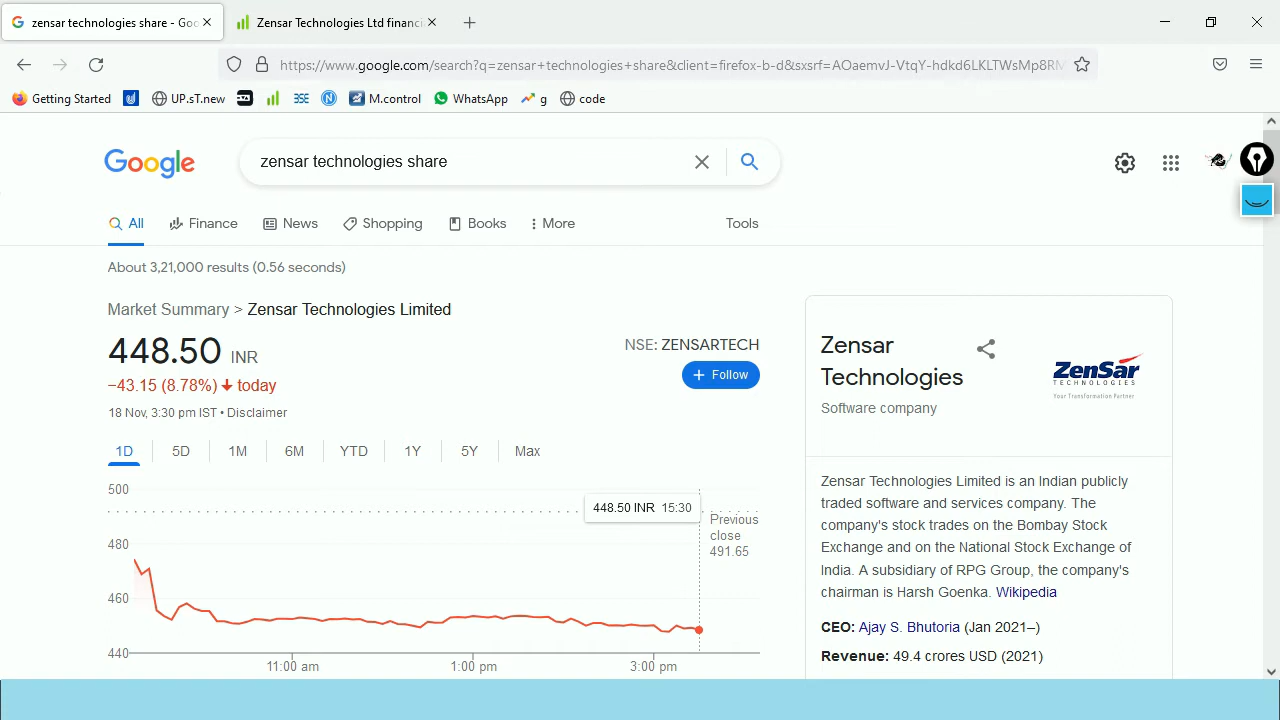 zensar technologies share - Goo
Zensar Technologies Ltd financi
https://www.google.com/search?q=zensar+technologies+share&client=firefox-b-d&sxsrf=AOaemvJ-VtqY-hdkd6LKLTWsMp8RM
Getting Started
UP.sT.new
M.control
WhatsApp
g
code
Google
zensar technologies share
All
Finance
News
Shopping
Books
More
Tools
About 3,21,000 results (0.56 seconds)
Market Summary > Zensar Technologies Limited
448.50 INR
NSE: ZENSARTECH
−43.15 (8.78%) today
+ Follow
18 Nov, 3:30 pm IST • Disclaimer
1D
5D
1M
6M
YTD
1Y
5Y
Max
500
480
460
440
448.50 INR 15:30
Previous
close
491.65
11:00 am
1:00 pm
3:00 pm
Zensar
Technologies
Software company
ZenSar
TECHNOLOGIES
Your Transformation Partner
Zensar Technologies Limited is an Indian publicly
traded software and services company. The
company's stock trades on the Bombay Stock
Exchange and on the National Stock Exchange of
India. A subsidiary of RPG Group, the company's
chairman is Harsh Goenka. Wikipedia
CEO: Ajay S. Bhutoria (Jan 2021–)
Revenue: 49.4 crores USD (2021)